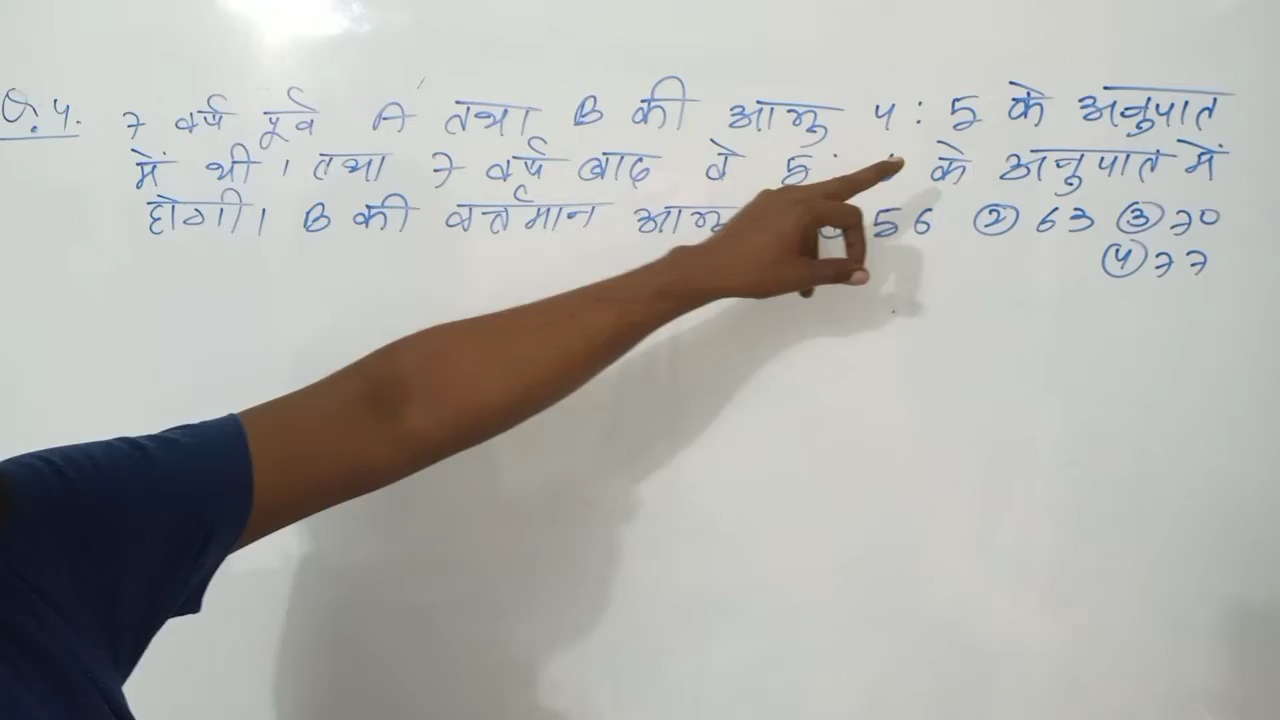 Q.4. 7 वर्ष पूर्व A तथा B की आयु 4 : 5 के अनुपात
में थी। तथा 7 वर्ष बाद वे 5 : के अनुपात में
होगी। B की वर्त्तमान आयु 56 ② 63 ③ 70
④ 77